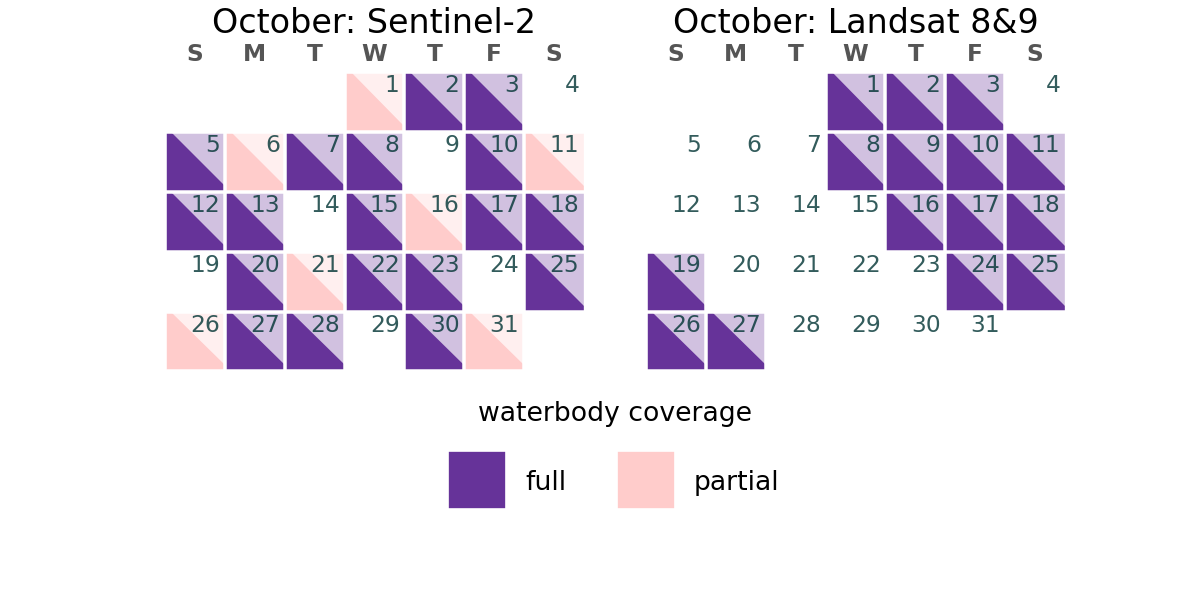 October: Sentinel-2
S M T W T F S
1 2 3 4
5 6 7 8 9 10 11
12 13 14 15 16 17 18
19 20 21 22 23 24 25
26 27 28 29 30 31
October: Landsat 8&9
S M T W T F S
1 2 3 4
5 6 7 8 9 10 11
12 13 14 15 16 17 18
19 20 21 22 23 24 25
26 27 28 29 30 31
waterbody coverage
full partial